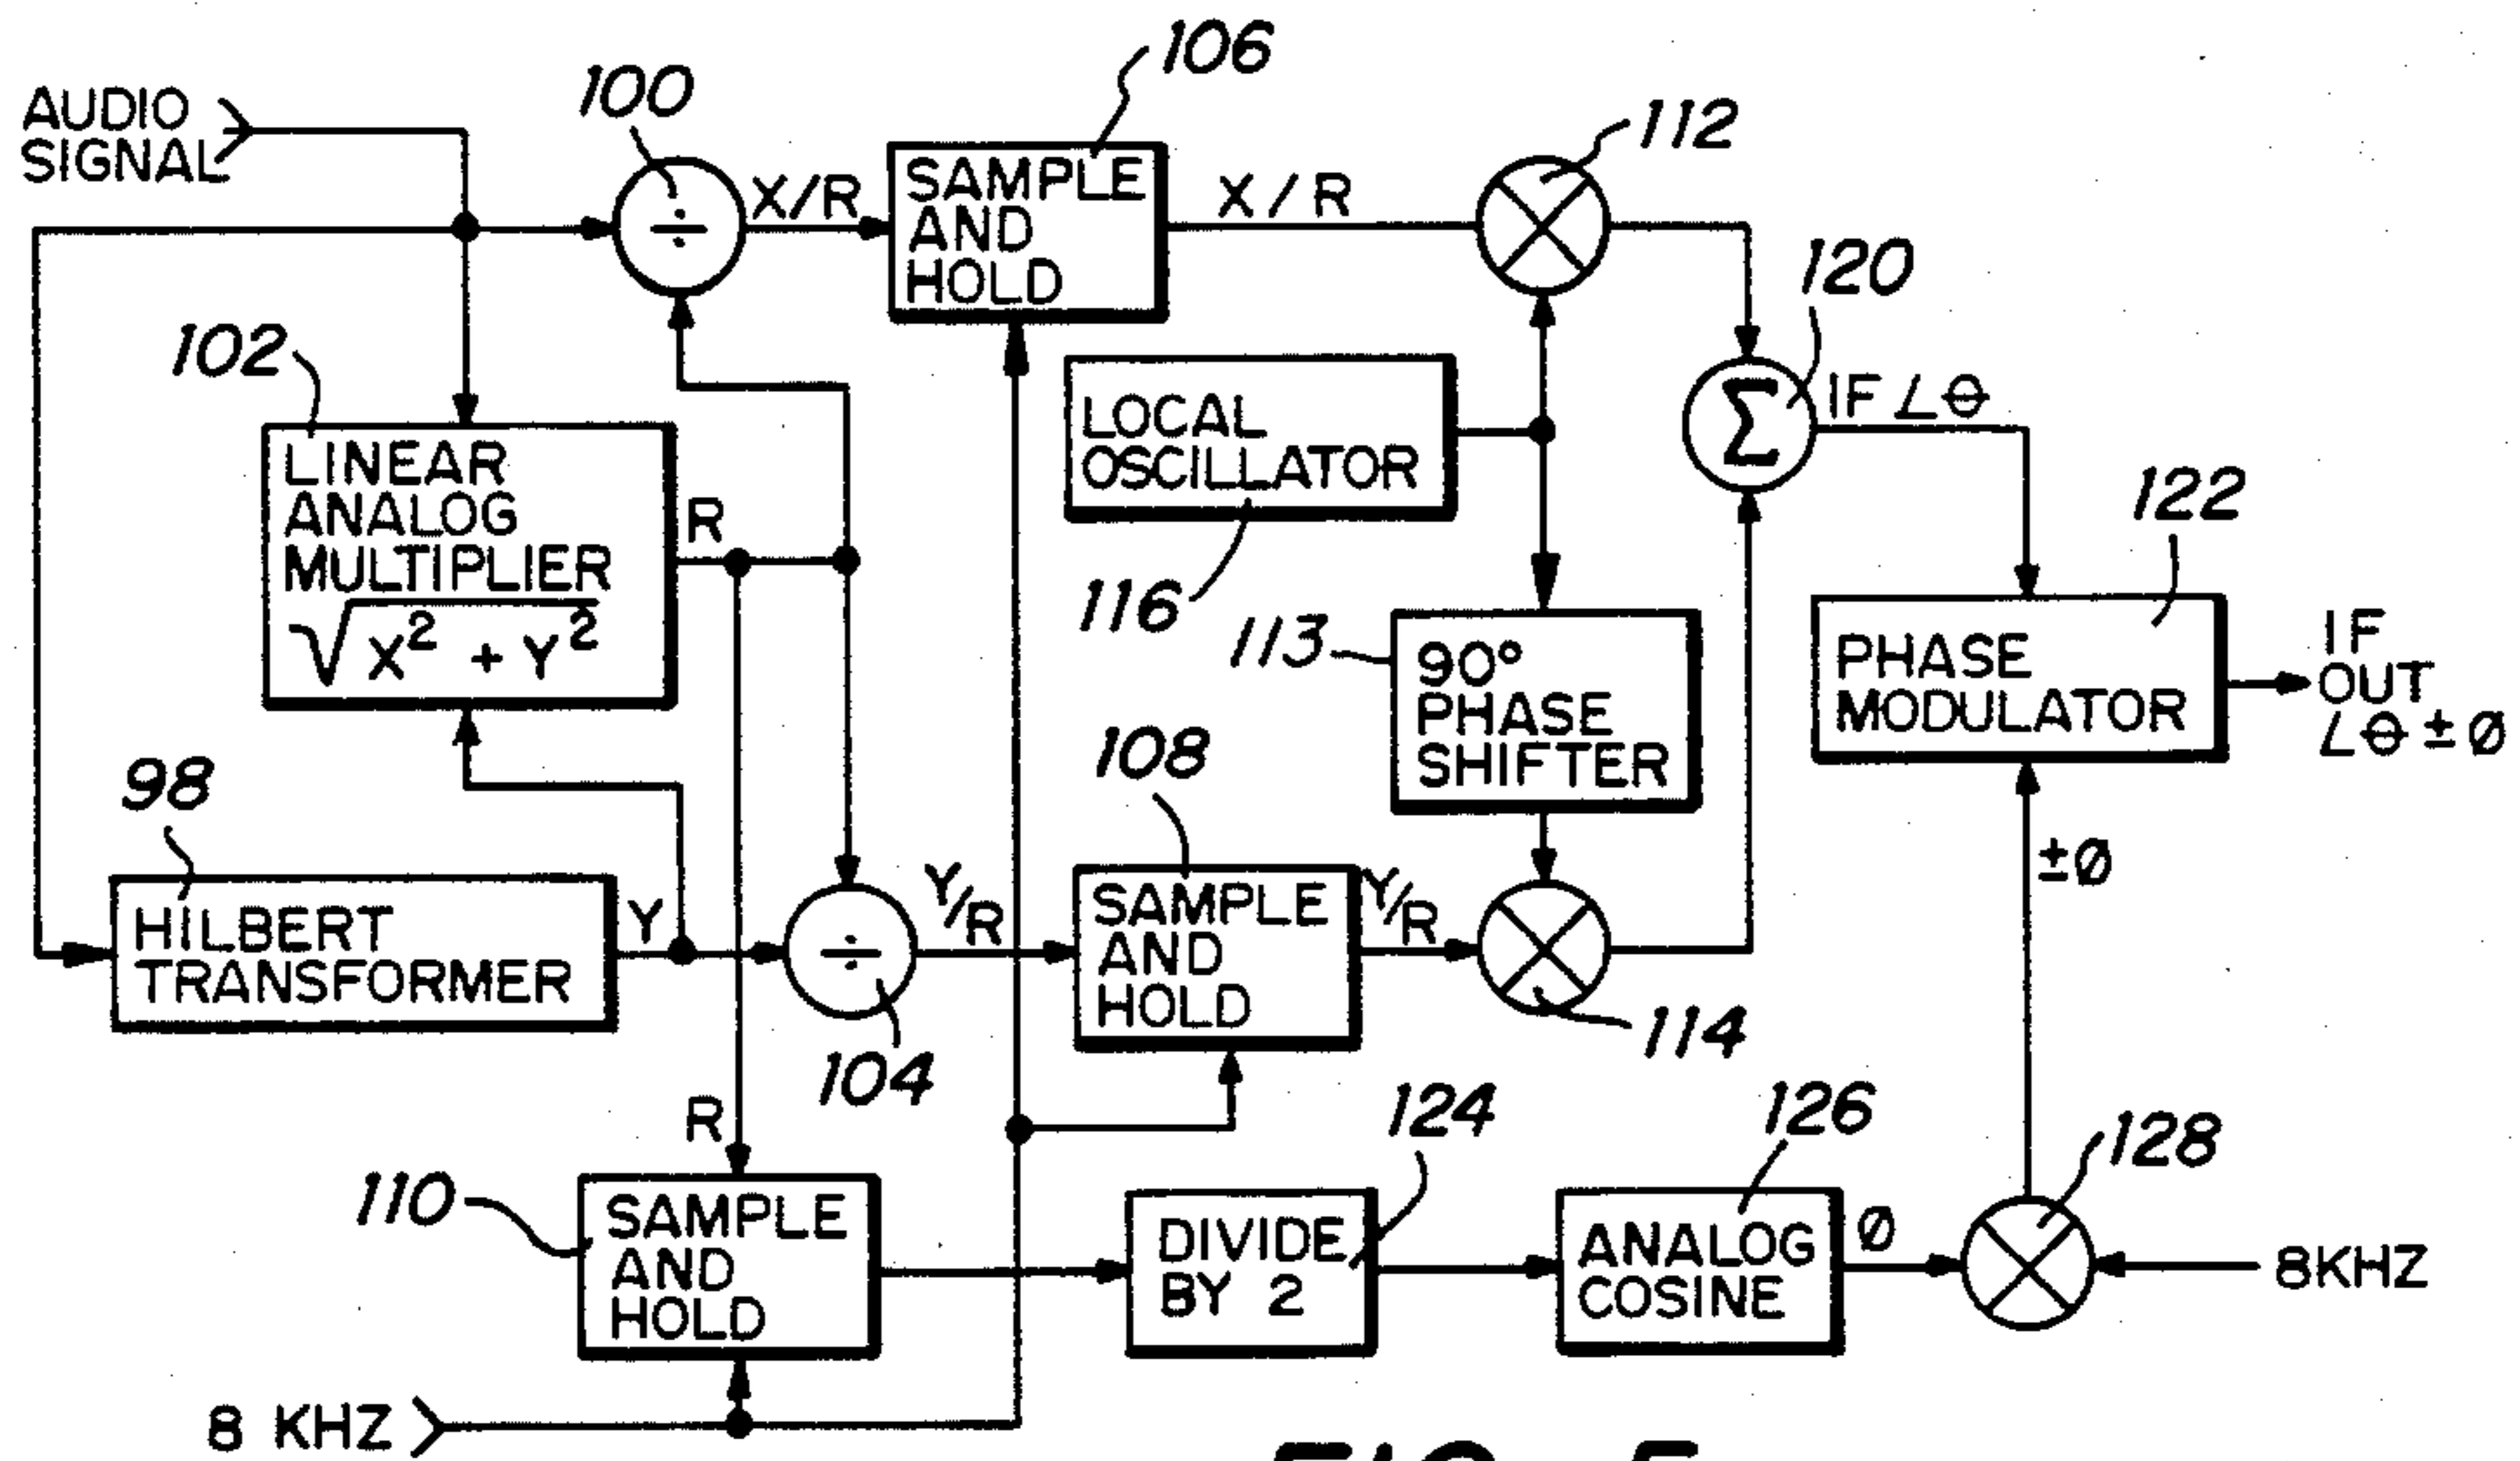 106
100
112
AUDIO
SIGNAL
X/R
SAMPLE
AND
HOLD
X/R
120
102
LOCAL
OSCILLATOR
Σ
IF ∠θ
LINEAR
ANALOG
MULTIPLIER
√X² + Y²
R
116
113
90°
PHASE
SHIFTER
122
PHASE
MODULATOR
IF
OUT
∠θ ± Ø
98
108
±Ø
HILBERT
TRANSFORMER
Y
÷
÷
Y/R
SAMPLE
AND
HOLD
Y/R
104
114
R
124
126
128
110
SAMPLE
AND
HOLD
DIVIDE
BY 2
ANALOG
COSINE
Ø
8KHZ
8 KHZ